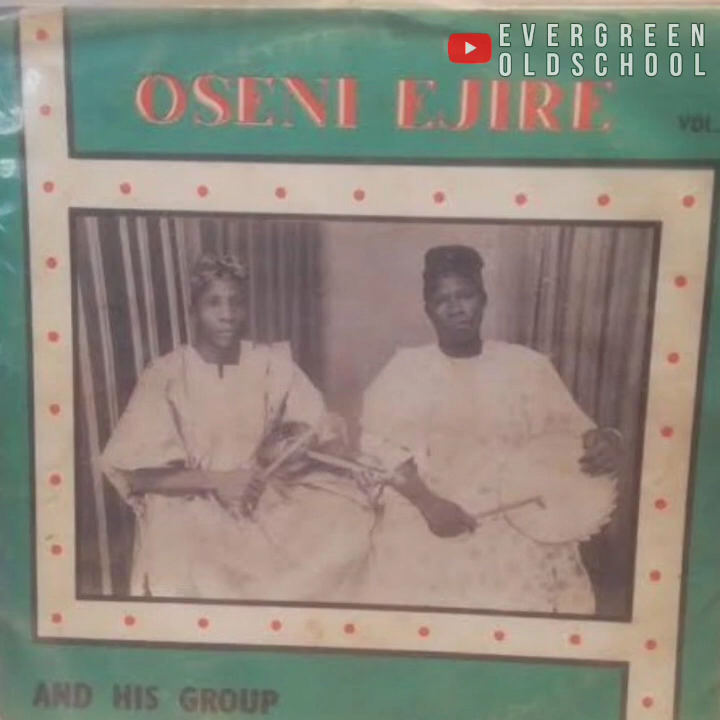 EVERGREEN
OLDSCHOOL
OSENI EJIRE
VOL.
AND HIS GROUP